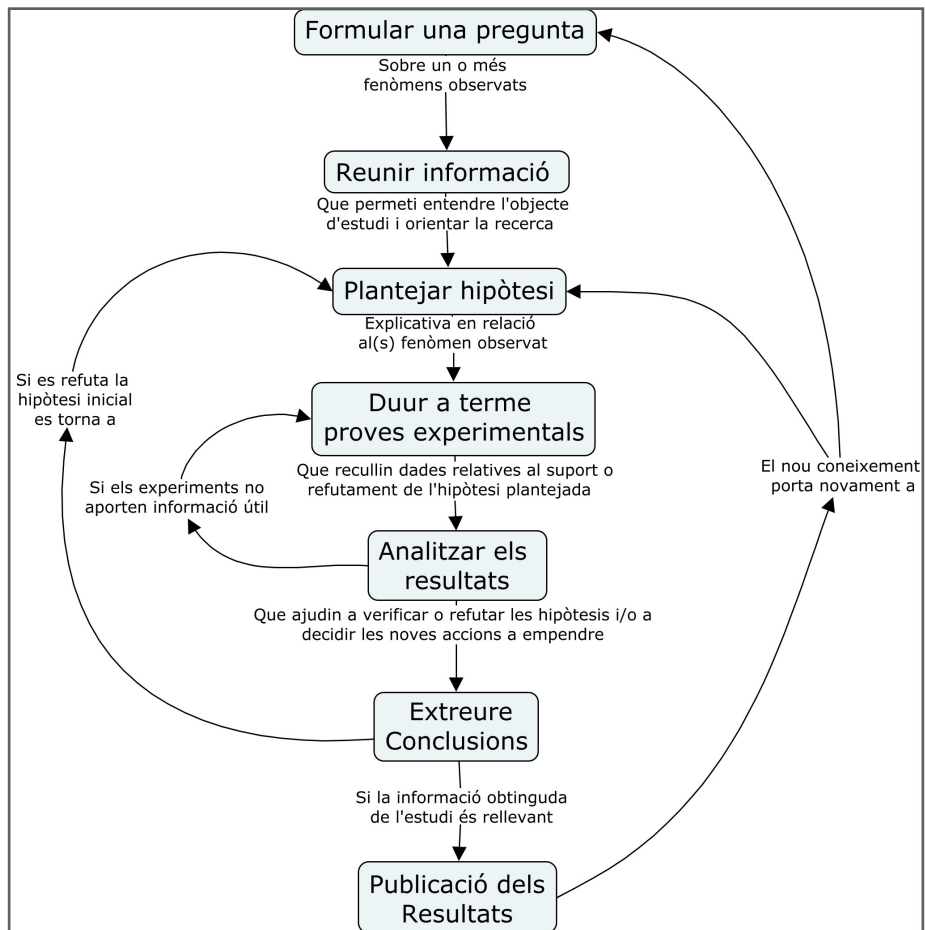 Formular una pregunta
Sobre un o més
fenòmens observats
Reunir informació
Que permeti entendre l'objecte
d'estudi i orientar la recerca
Plantejar hipòtesi
Explicativa en relació
al(s) fenòmen observat
Si es refuta la
hipòtesi inicial
es torna a
Duur a terme
proves experimentals
Que recullin dades relatives al suport o
refutament de l'hipòtesi plantejada
El nou coneixement
porta novament a
Si els experiments no
aporten informació útil
Analitzar els
resultats
Que ajudin a verificar o refutar les hipòtesis i/o a
decidir les noves accions a empendre
Extreure
Conclusions
Si la informació obtinguda
de l'estudi és rellevant
Publicació dels
Resultats